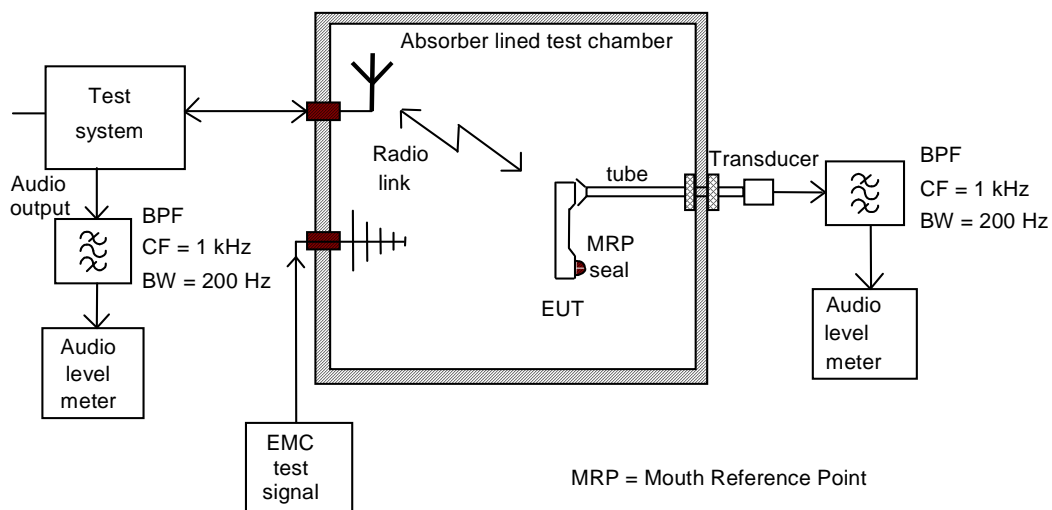 Absorber lined test chamber
Test
system
Audio
output
BPF
CF = 1 kHz
BW = 200 Hz
Audio
level
meter
Radio
link
EMC
test
signal
tube
MRP
seal
EUT
Transducer
BPF
CF = 1 kHz
BW = 200 Hz
Audio
level
meter
MRP = Mouth Reference Point